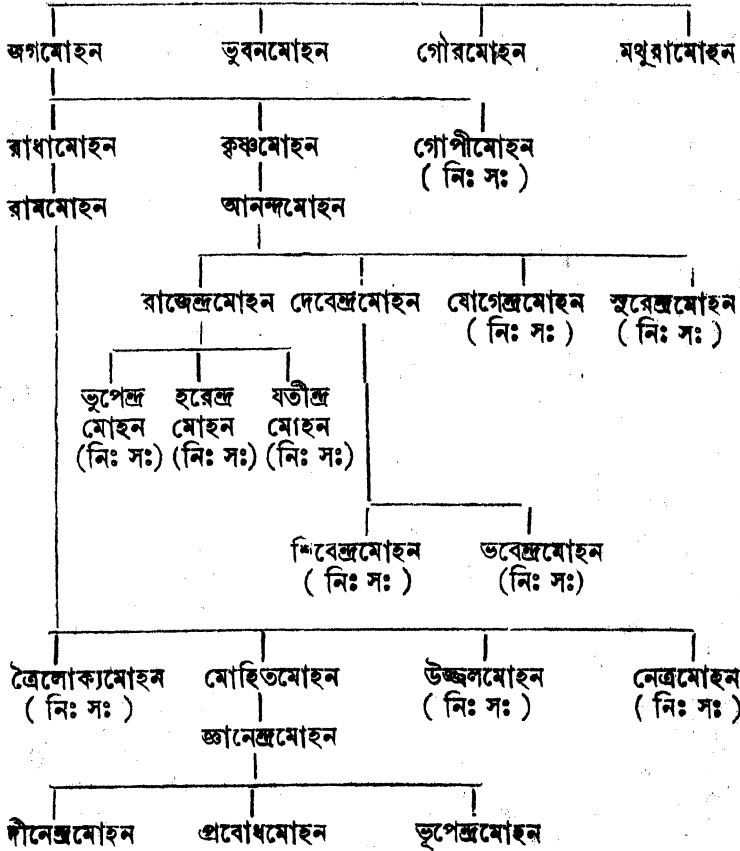 জগমোহন ভুবনমোহন গৌরমোহন মথুরামোহন
রাধামোহন কৃষ্ণমোহন গোপীমোহন
( নিঃ সঃ )
রামমোহন আনন্দমোহন
রাজেন্দ্রমোহন দেবেন্দ্রমোহন যোগেন্দ্রমোহন সুরেন্দ্রমোহন
( নিঃ সঃ ) ( নিঃ সঃ )
ভুপেন্দ্র হরেন্দ্র যতীন্দ্র
মোহন মোহন মোহন
(নিঃ সঃ) (নিঃ সঃ) (নিঃ সঃ)
শিবেন্দ্রমোহন ভবেন্দ্রমোহন
( নিঃ সঃ ) (নিঃ সঃ)
ত্রৈলোক্যমোহন মোহিতমোহন উজ্জ্বলমোহন নেত্রমোহন
( নিঃ সঃ ) ( নিঃ সঃ ) ( নিঃ সঃ )
জ্ঞানেন্দ্রমোহন
দীনেন্দ্রমোহন প্রবোধমোহন ভূপেন্দ্রমোহন